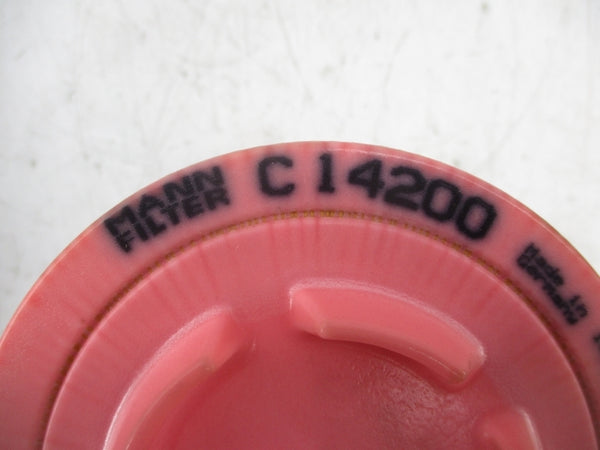 MANN
FILTER
C 14200
Made in
Germany